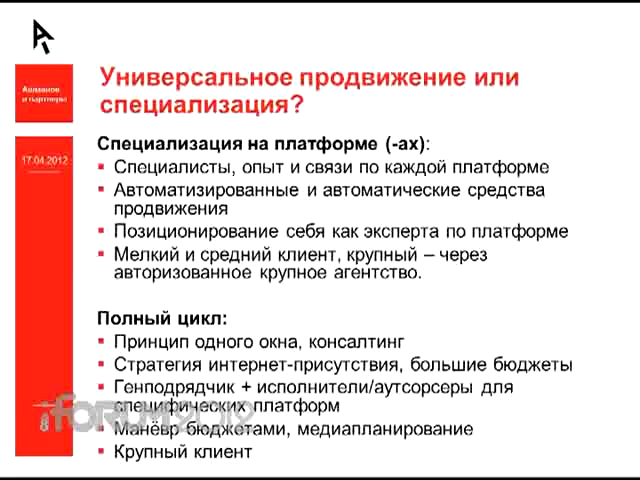 Ашманов
и партнеры
17.04.2012
Универсальное продвижение или
специализация?
Специализация на платформе (-ах):
Специалисты, опыт и связи по каждой платформе
Автоматизированные и автоматические средства
продвижения
Позиционирование себя как эксперта по платформе
Мелкий и средний клиент, крупный – через
авторизованное крупное агентство.
Полный цикл:
Принцип одного окна, консалтинг
Стратегия интернет-присутствия, большие бюджеты
Генподрядчик + исполнители/аутсорсеры для
специфических платформ
Манёвр бюджетами, медиапланирование
Крупный клиент
iFORUM2012